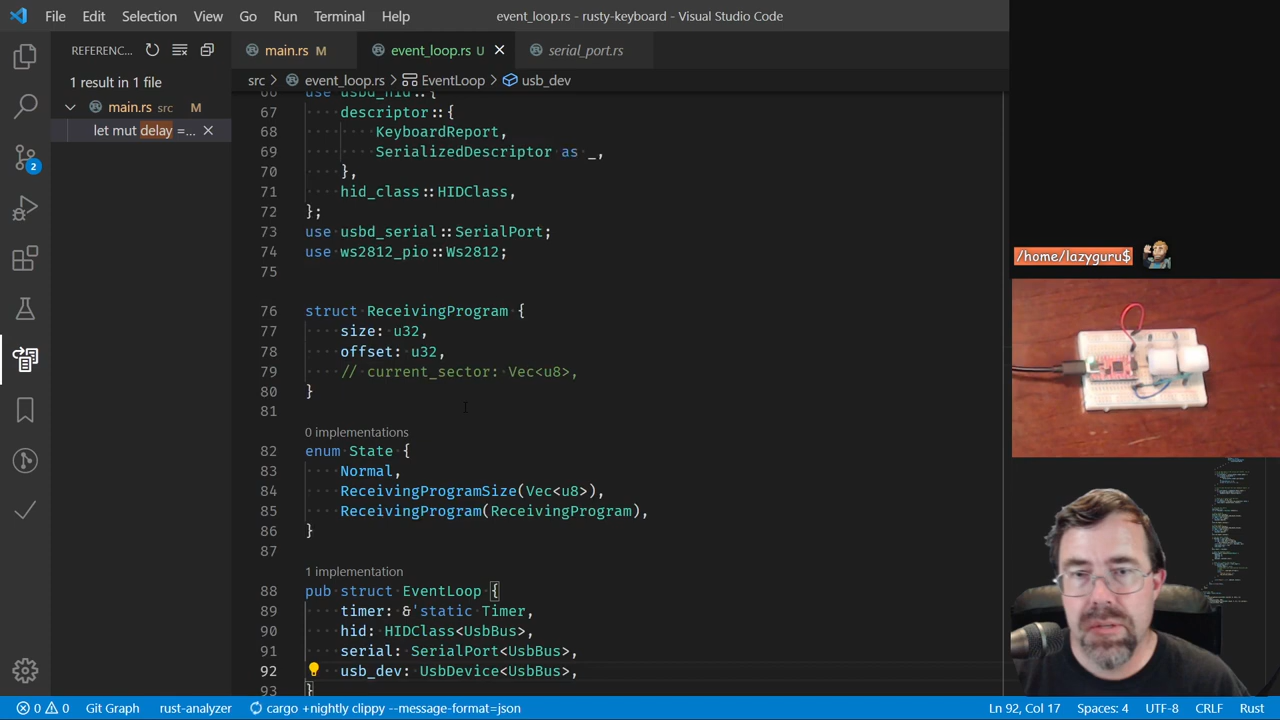 File Edit Selection View Go Run Terminal Help event_loop.rs - rusty-keyboard - Visual Studio Code
REFERENC...
main.rs M
event_loop.rs U
serial_port.rs
1 result in 1 file
main.rs src M
let mut delay =...
src > event_loop.rs > EventLoop > usb_dev
66 use usbd_hid::{
67 ····descriptor::{
68 ········KeyboardReport,
69 ········SerializedDescriptor as _,
70 ····},
71 ····hid_class::HIDClass,
72 };
73 use usbd_serial::SerialPort;
74 use ws2812_pio::Ws2812;
75
76 struct ReceivingProgram {
77 ····size: u32,
78 ····offset: u32,
79 ····// current_sector: Vec<u8>,
80 }
81
0 implementations
82 enum State {
83 ····Normal,
84 ····ReceivingProgramSize(Vec<u8>),
85 ····ReceivingProgram(ReceivingProgram),
86 }
87
1 implementation
88 pub struct EventLoop {
89 ····timer: &'static Timer,
90 ····hid: HIDClass<UsbBus>,
91 ····serial: SerialPort<UsbBus>,
92 ····usb_dev: UsbDevice<UsbBus>,
93 }
2
/home/lazyguru$
0 0 Git Graph rust-analyzer cargo +nightly clippy --message-format=json Ln 92, Col 17 Spaces: 4 UTF-8 CRLF Rust